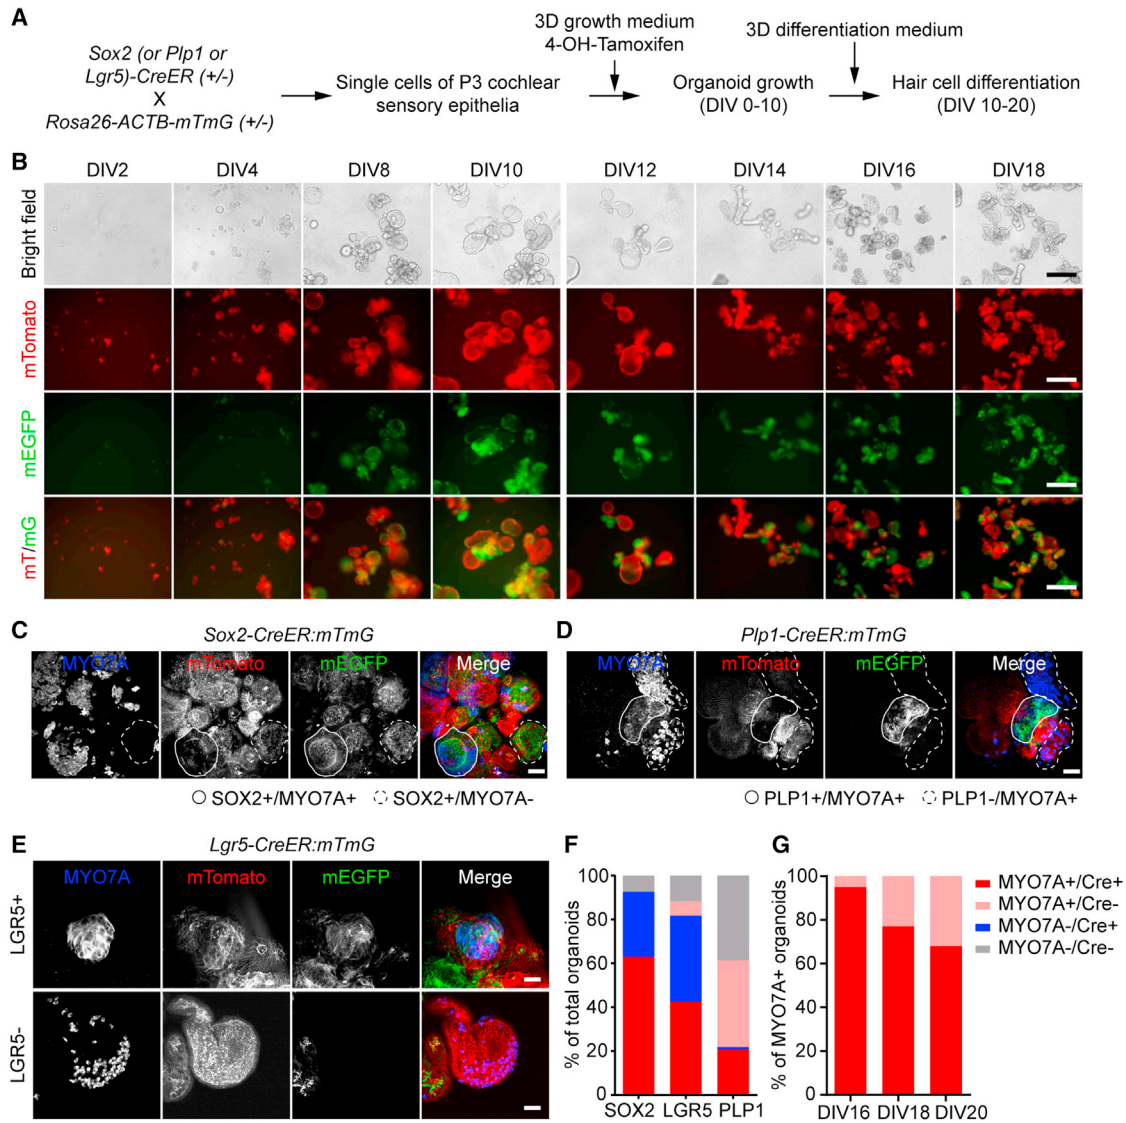 A
Sox2 (or Plp1 or
Lgr5)-CreER (+/-)
X
Rosa26-ACTB-mTmG (+/-)
Single cells of P3 cochlear
sensory epithelia
3D growth medium
4-OH-Tamoxifen
Organoid growth
(DIV 0-10)
3D differentiation medium
Hair cell differentiation
(DIV 10-20)
B
DIV2 DIV4 DIV8 DIV10 DIV12 DIV14 DIV16 DIV18
Bright field
mTomato
mEGFP
mT/mG
C
Sox2-CreER:mTmG
MYO7A mTomato mEGFP Merge
SOX2+/MYO7A+ SOX2+/MYO7A-
D
Plp1-CreER:mTmG
MYO7A mTomato mEGFP Merge
PLP1+/MYO7A+ PLP1-/MYO7A+
E
Lgr5-CreER:mTmG
MYO7A mTomato mEGFP Merge
LGR5+
LGR5-
F
% of total organoids
100
80
60
40
20
0
SOX2 LGR5 PLP1
G
% of MYO7A+ organoids
100
80
60
40
20
0
DIV16 DIV18 DIV20
MYO7A+/Cre+
MYO7A+/Cre-
MYO7A-/Cre+
MYO7A-/Cre-